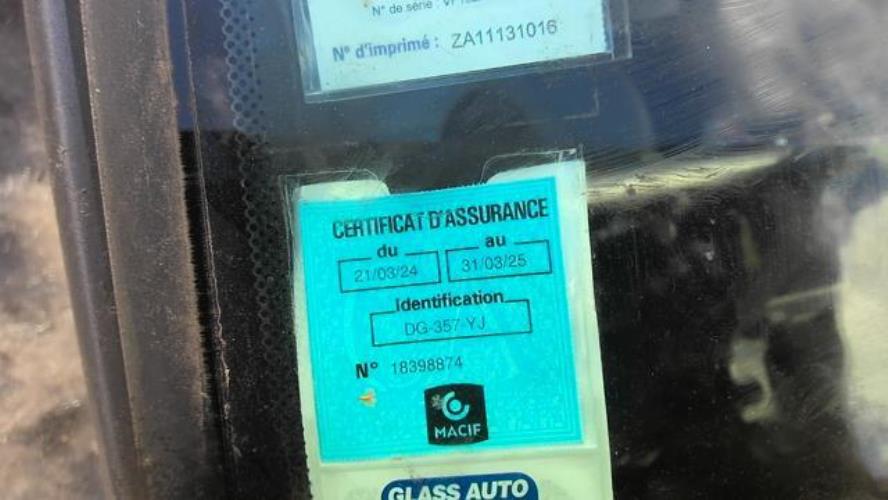 N° de série :
N° d'imprimé : ZA11131016
CERTIFICAT D'ASSURANCE
du au
21/03/24 31/03/25
Identification
DG-357-YJ
N° 18398874
MACIF
GLASS AUTO